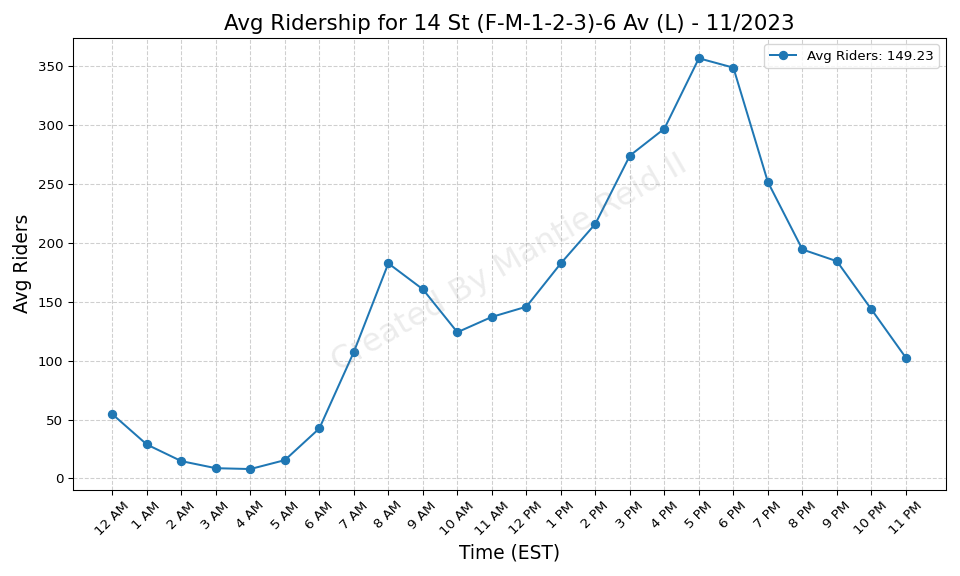 Avg Ridership for 14 St (F-M-1-2-3)-6 Av (L) - 11/2023
Avg Riders: 149.23
Avg Riders
350
300
250
200
150
100
50
0
Created By Mantie Reid II
12 AM 1 AM 2 AM 3 AM 4 AM 5 AM 6 AM 7 AM 8 AM 9 AM 10 AM 11 AM 12 PM 1 PM 2 PM 3 PM 4 PM 5 PM 6 PM 7 PM 8 PM 9 PM 10 PM 11 PM
Time (EST)